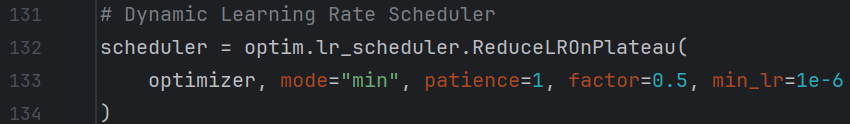 131 # Dynamic Learning Rate Scheduler
132 scheduler = optim.lr_scheduler.ReduceLROnPlateau(
133     optimizer, mode="min", patience=1, factor=0.5, min_lr=1e-6
134 )